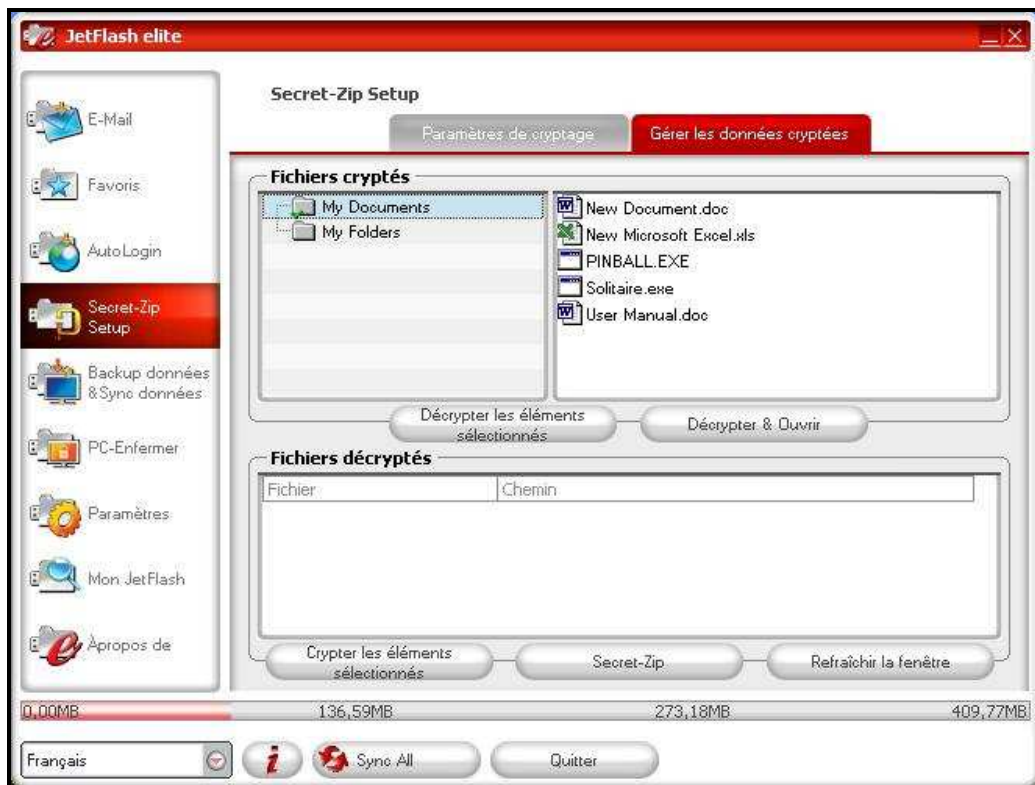 JetFlash elite
E-Mail
Favoris
AutoLogin
Secret-Zip
Setup
Backup données
&Sync données
PC-Enfermer
Paramètres
Mon JetFlash
Àpropos de
Secret-Zip Setup
Paramètres de cryptage
Gérer les données cryptées
Fichiers cryptés
My Documents
My Folders
New Document.doc
New Microsoft Excel.xls
PINBALL.EXE
Solitaire.exe
User Manual.doc
Décrypter les éléments
sélectionnés
Décrypter & Ouvrir
Fichiers décryptés
Fichier Chemin
Crypter les éléments
sélectionnés
Secret-Zip
Refraîchir la fenêtre
0,00MB 136,59MB 273,18MB 409,77MB
Français
Sync All
Quitter